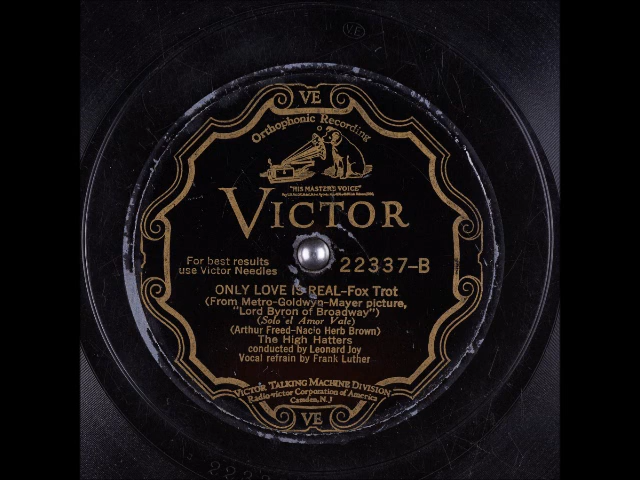 VE
VE
Orthophonic Recording
"HIS MASTER'S VOICE"
VICTOR
For best results
use Victor Needles
22337-B
ONLY LOVE IS REAL-Fox Trot
(From Metro-Goldwyn-Mayer picture,
"Lord Byron of Broadway")
(Solo el Amor Vale)
(Arthur Freed-Nacio Herb Brown)
The High Hatters
conducted by Leonard Joy
Vocal refrain by Frank Luther
VICTOR TALKING MACHINE DIVISION
Radio-Victor Corporation of America
Camden, N.J
VE